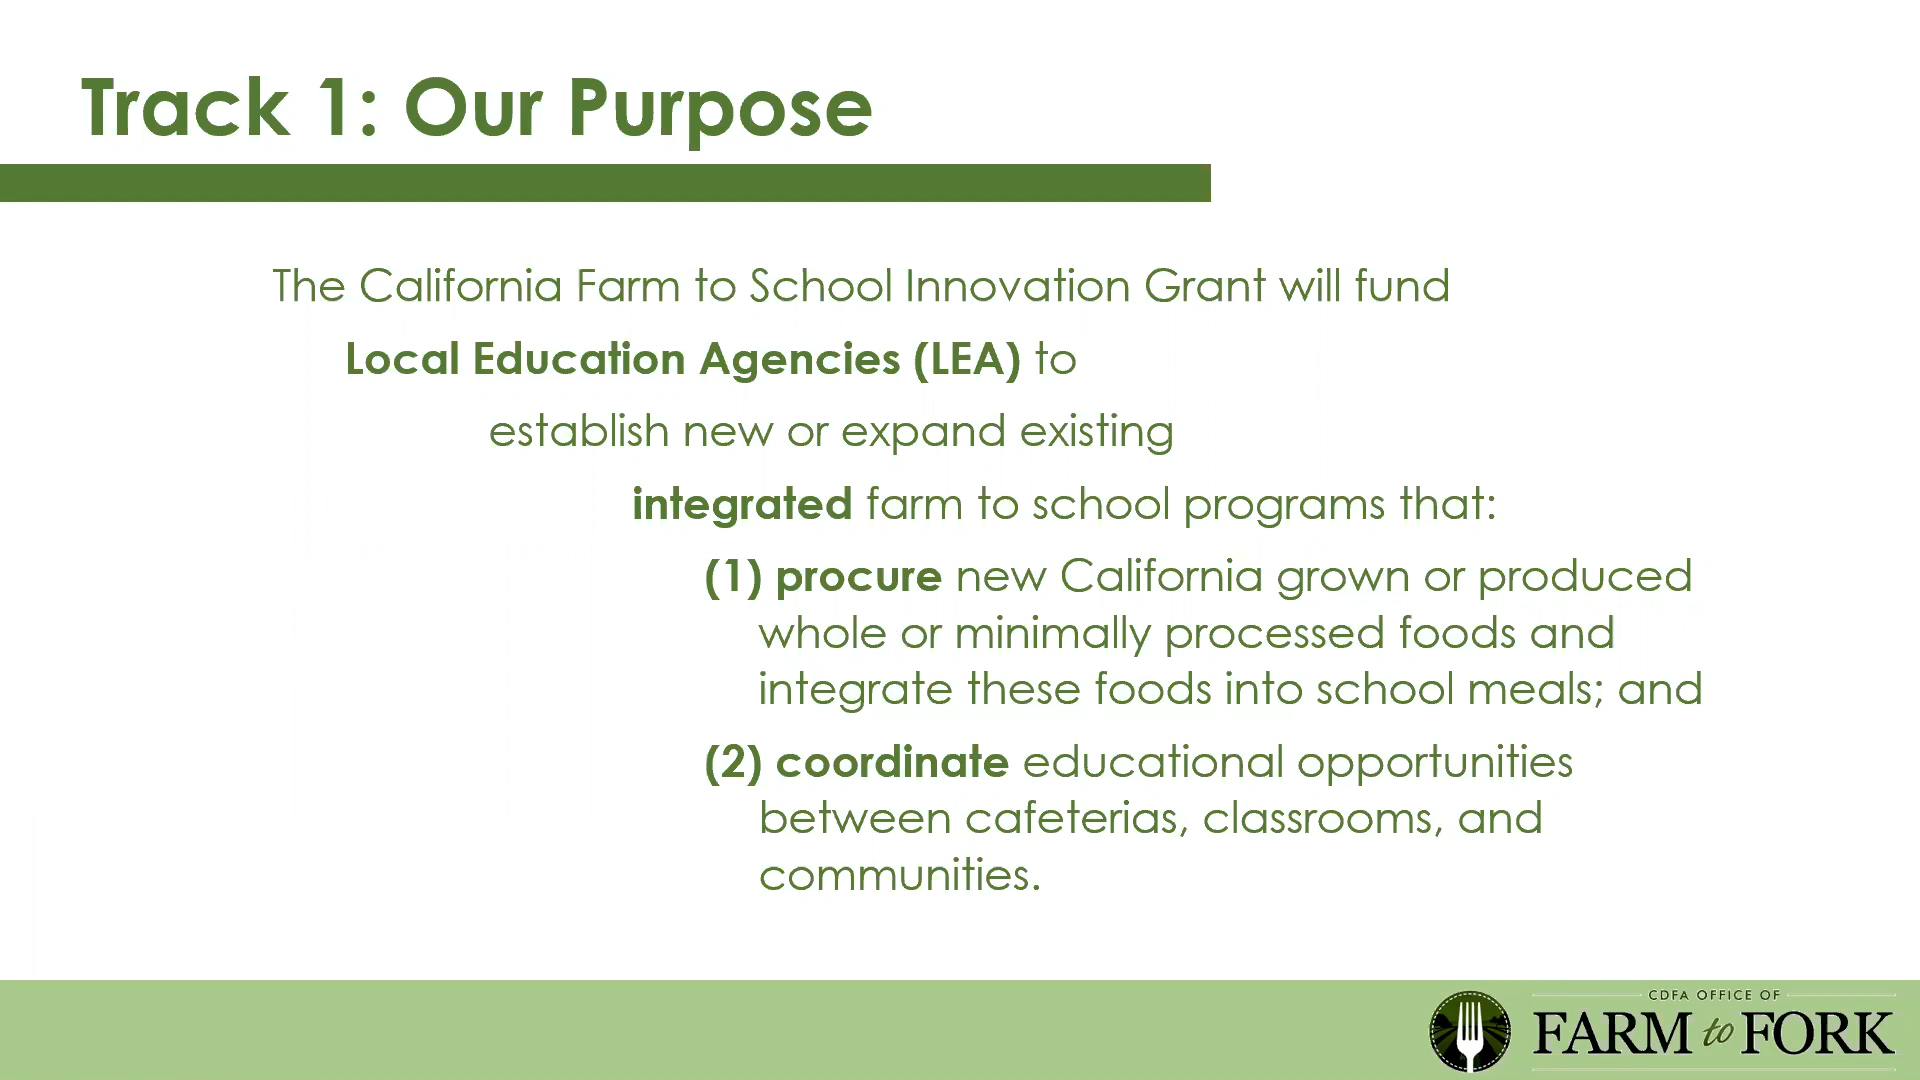 Track 1: Our Purpose
The California Farm to School Innovation Grant will fund
Local Education Agencies (LEA) to
establish new or expand existing
integrated farm to school programs that:
(1) procure new California grown or produced
whole or minimally processed foods and
integrate these foods into school meals; and
(2) coordinate educational opportunities
between cafeterias, classrooms, and
communities.
CDFA OFFICE OF
FARM to FORK